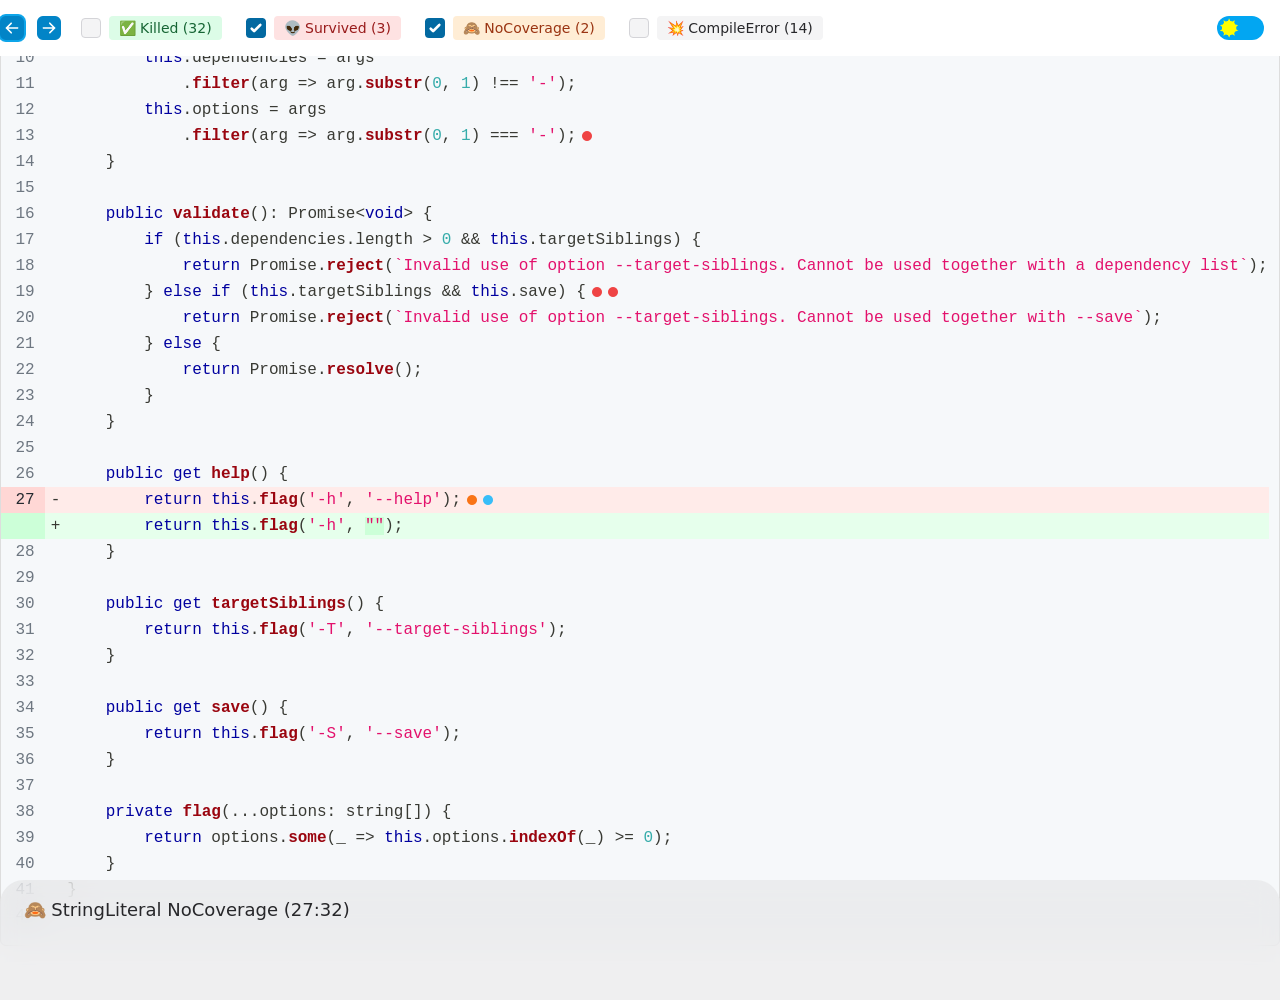 ✅ Killed (32) 👽 Survived (3) 🙈 NoCoverage (2) 💥 CompileError (14)
10 this.dependencies = args
11 .filter(arg => arg.substr(0, 1) !== '-');
12 this.options = args
13 .filter(arg => arg.substr(0, 1) === '-');
14 }
15
16 public validate(): Promise<void> {
17 if (this.dependencies.length > 0 && this.targetSiblings) {
18 return Promise.reject(`Invalid use of option --target-siblings. Cannot be used together with a dependency list`);
19 } else if (this.targetSiblings && this.save) {
20 return Promise.reject(`Invalid use of option --target-siblings. Cannot be used together with --save`);
21 } else {
22 return Promise.resolve();
23 }
24 }
25
26 public get help() {
27 - return this.flag('-h', '--help');
+ return this.flag('-h', "");
28 }
29
30 public get targetSiblings() {
31 return this.flag('-T', '--target-siblings');
32 }
33
34 public get save() {
35 return this.flag('-S', '--save');
36 }
37
38 private flag(...options: string[]) {
39 return options.some(_ => this.options.indexOf(_) >= 0);
40 }
41 }
🙈 StringLiteral NoCoverage (27:32)